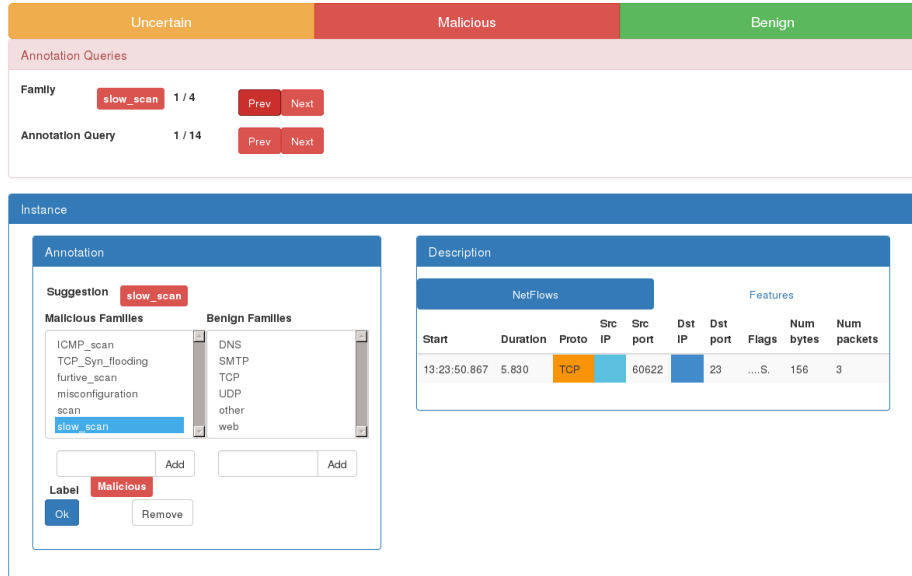 Uncertain Malicious Benign
Annotation Queries
Family slow_scan 1 / 4 Prev Next
Annotation Query 1 / 14 Prev Next
Instance
Annotation
Suggestion slow_scan
Malicious Families Benign Families
ICMP_scan DNS
TCP_Syn_flooding SMTP
furtive_scan TCP
misconfiguration UDP
scan other
slow_scan web
Add Add
Label Malicious
Ok Remove
Description
NetFlows Features
Start Duration Proto Src IP Src port Dst IP Dst port Flags Num bytes Num packets
13:23:50.867 5.830 TCP 60622 23 ....S. 156 3